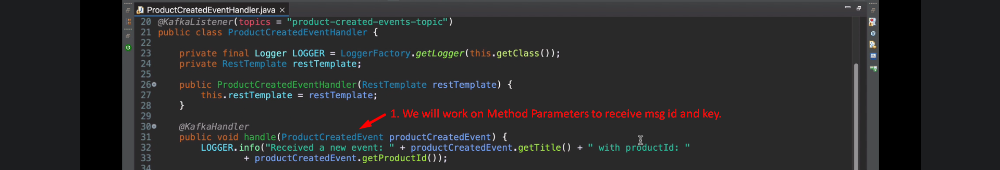 ProductCreatedEventHandler.java
20 @KafkaListener(topics = "product-created-events-topic")
21 public class ProductCreatedEventHandler {
22
23 private final Logger LOGGER = LoggerFactory.getLogger(this.getClass());
24 private RestTemplate restTemplate;
25
26 public ProductCreatedEventHandler(RestTemplate restTemplate) {
27 this.restTemplate = restTemplate;
28 }
29
1. We will work on Method Parameters to receive msg id and key.
30 @KafkaHandler
31 public void handle(ProductCreatedEvent productCreatedEvent) {
32 LOGGER.info("Received a new event: " + productCreatedEvent.getTitle() + " with productId: "
33 + productCreatedEvent.getProductId());
34